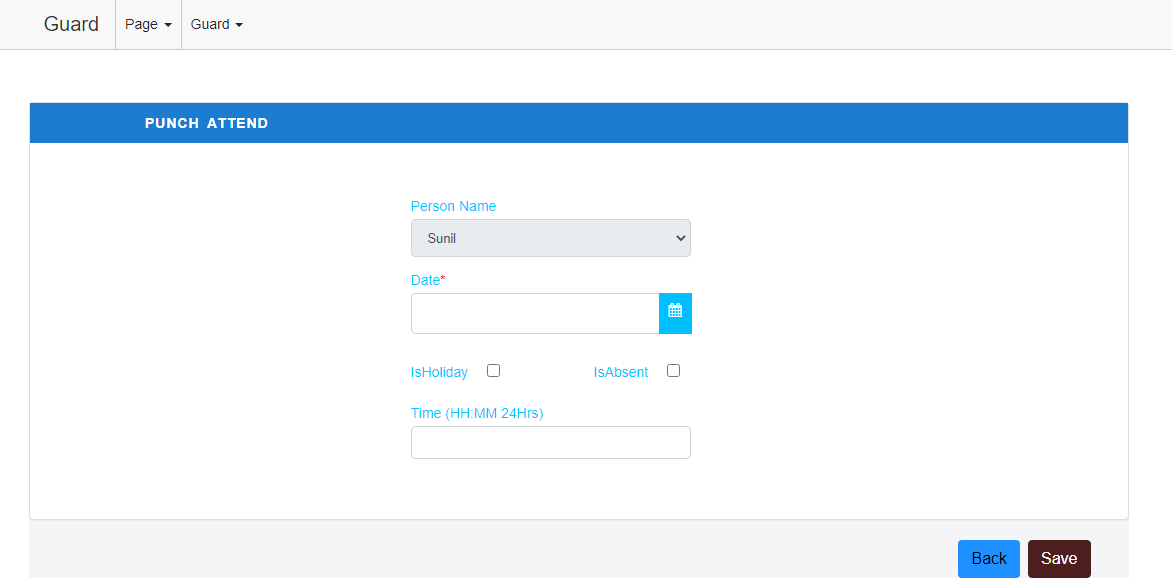 Guard Page Guard
PUNCH ATTEND
Person Name
Sunil
Date*
IsHoliday IsAbsent
Time (HH:MM 24Hrs)
Back Save